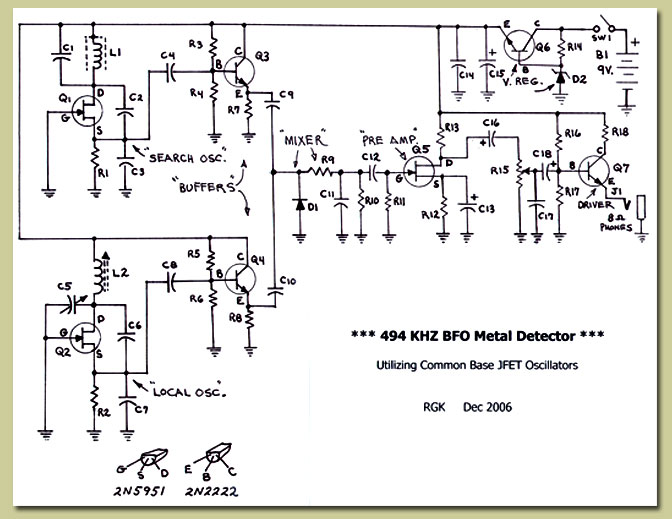 C1
L1
C4
R3
C
Q3
B
E
R4
R7
C9
D
Q1
G
S
C2
R1
C3
"SEARCH OSC."
"BUFFERS"
"MIXER"
R9
D1
C11
C12
R10
R11
"PRE AMP."
Q5
G
D
S
R12
R13
C13
C14
C15
+
E
C
Q6
B
V. REG.
R14
D2
SW1
+
B1
9V.
C16
+
R15
C17
C18
+
R16
R17
R18
C
B
Q7
E
DRIVER
J1
8Ω
PHONES
+
L2
C5
D
G
Q2
S
C6
R2
C7
"LOCAL OSC."
C8
R5
R6
C
Q4
B
E
R8
C10
*** 494 KHZ BFO Metal Detector ***
Utilizing Common Base JFET Oscillators
RGK Dec 2006
G
S
D
2N5951
E
B
C
2N2222